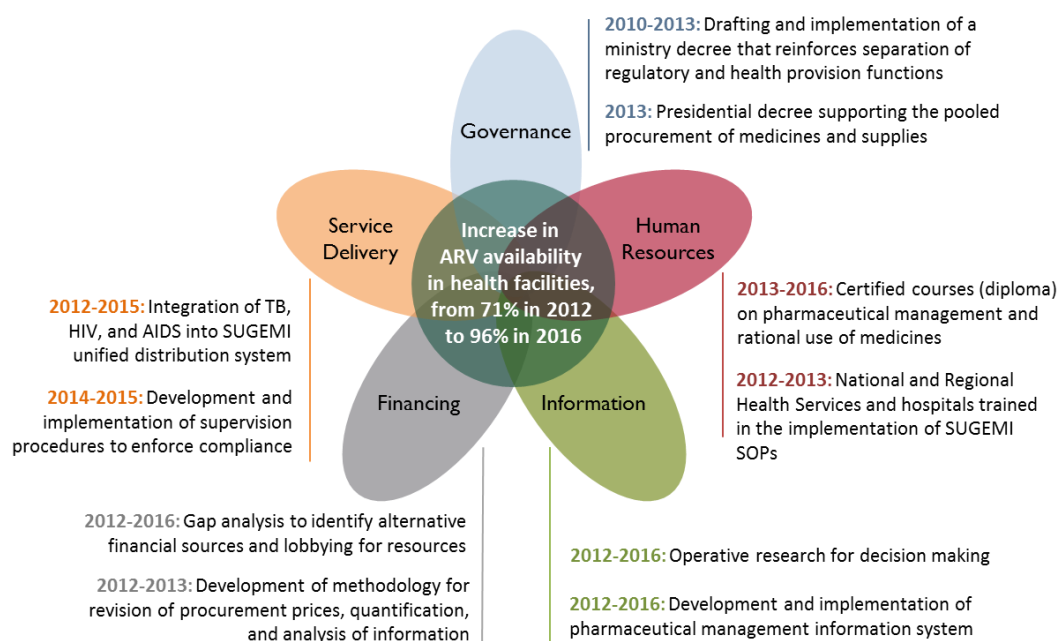 2010-2013: Drafting and implementation of a
ministry decree that reinforces separation of
regulatory and health provision functions
2013: Presidential decree supporting the pooled
procurement of medicines and supplies
Governance
Service
Delivery
Human
Resources
Increase in
ARV availability
in health facilities,
from 71% in 2012
to 96% in 2016
2012-2015: Integration of TB,
HIV, and AIDS into SUGEMI
unified distribution system
2014-2015: Development and
implementation of supervision
procedures to enforce compliance
2013-2016: Certified courses (diploma)
on pharmaceutical management and
rational use of medicines
2012-2013: National and Regional
Health Services and hospitals trained
in the implementation of SUGEMI
SOPs
Financing
Information
2012-2016: Gap analysis to identify alternative
financial sources and lobbying for resources
2012-2013: Development of methodology for
revision of procurement prices, quantification,
and analysis of information
2012-2016: Operative research for decision making
2012-2016: Development and implementation of
pharmaceutical management information system